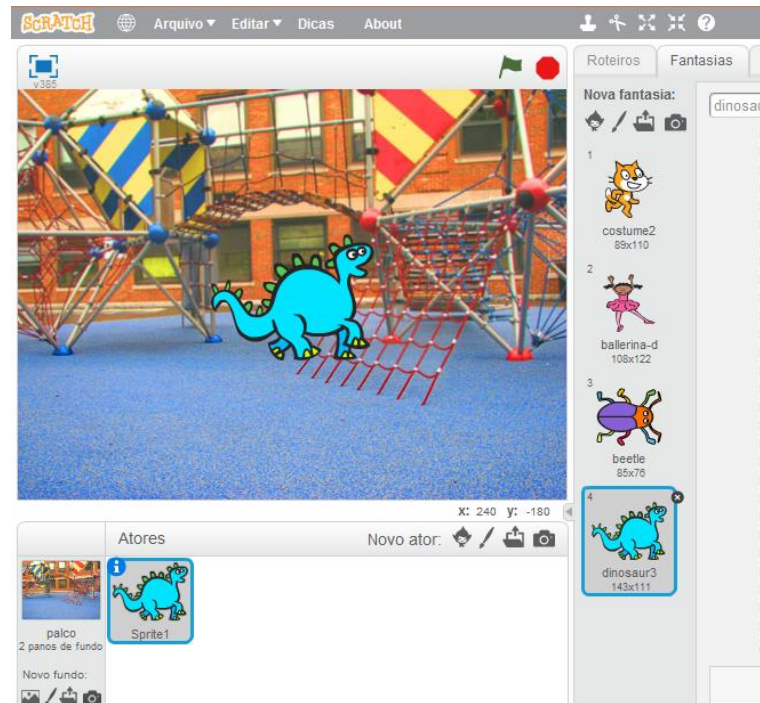 SCRATCH
Arquivo Editar Dicas About
v385
Roteiros Fantasias
Nova fantasia:
dinosau
1
costume2
89x110
2
ballerina-d
108x122
3
beetle
85x76
4
dinosaur3
143x111
x: 240 y: -180
Atores Novo ator:
palco
2 panos de fundo
Sprite1
Novo fundo: